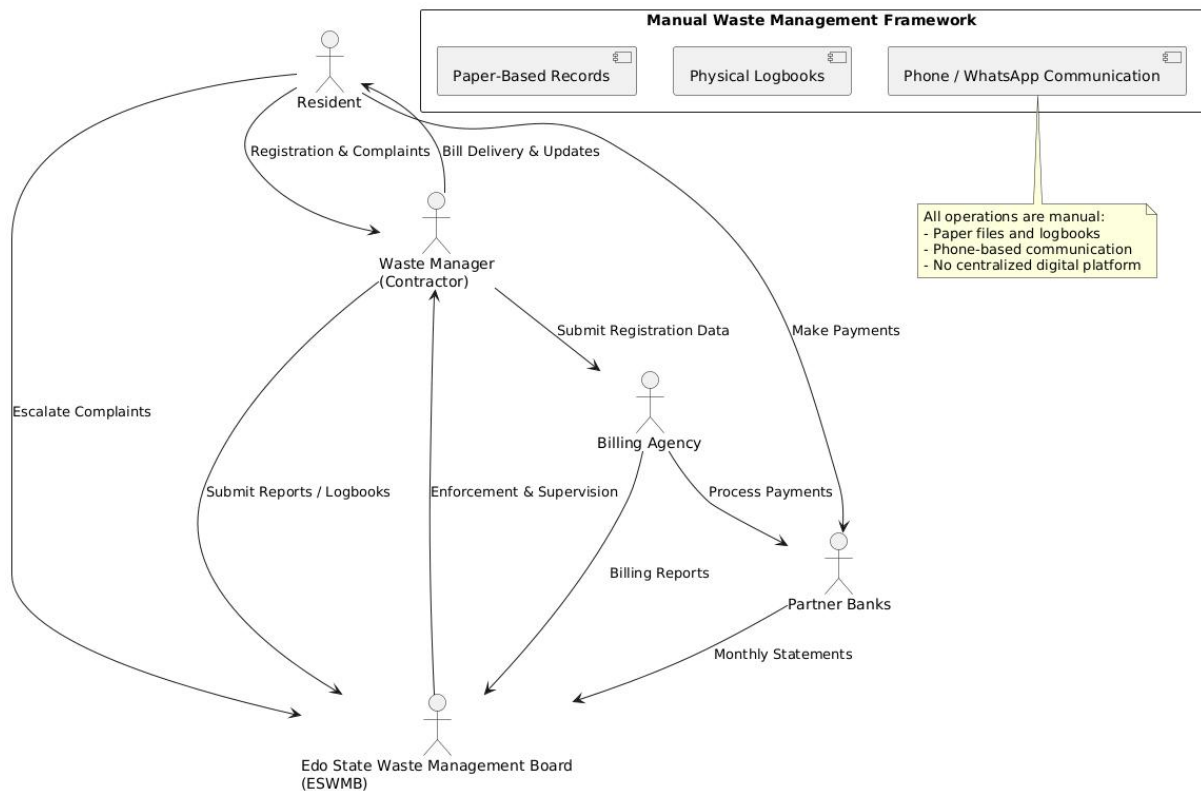 Manual Waste Management Framework
Paper-Based Records
Physical Logbooks
Phone / WhatsApp Communication
Resident
Registration & Complaints
Bill Delivery & Updates
All operations are manual:
- Paper files and logbooks
- Phone-based communication
- No centralized digital platform
Waste Manager
(Contractor)
Submit Registration Data
Make Payments
Escalate Complaints
Billing Agency
Submit Reports / Logbooks
Enforcement & Supervision
Process Payments
Billing Reports
Partner Banks
Monthly Statements
Edo State Waste Management Board
(ESWMB)